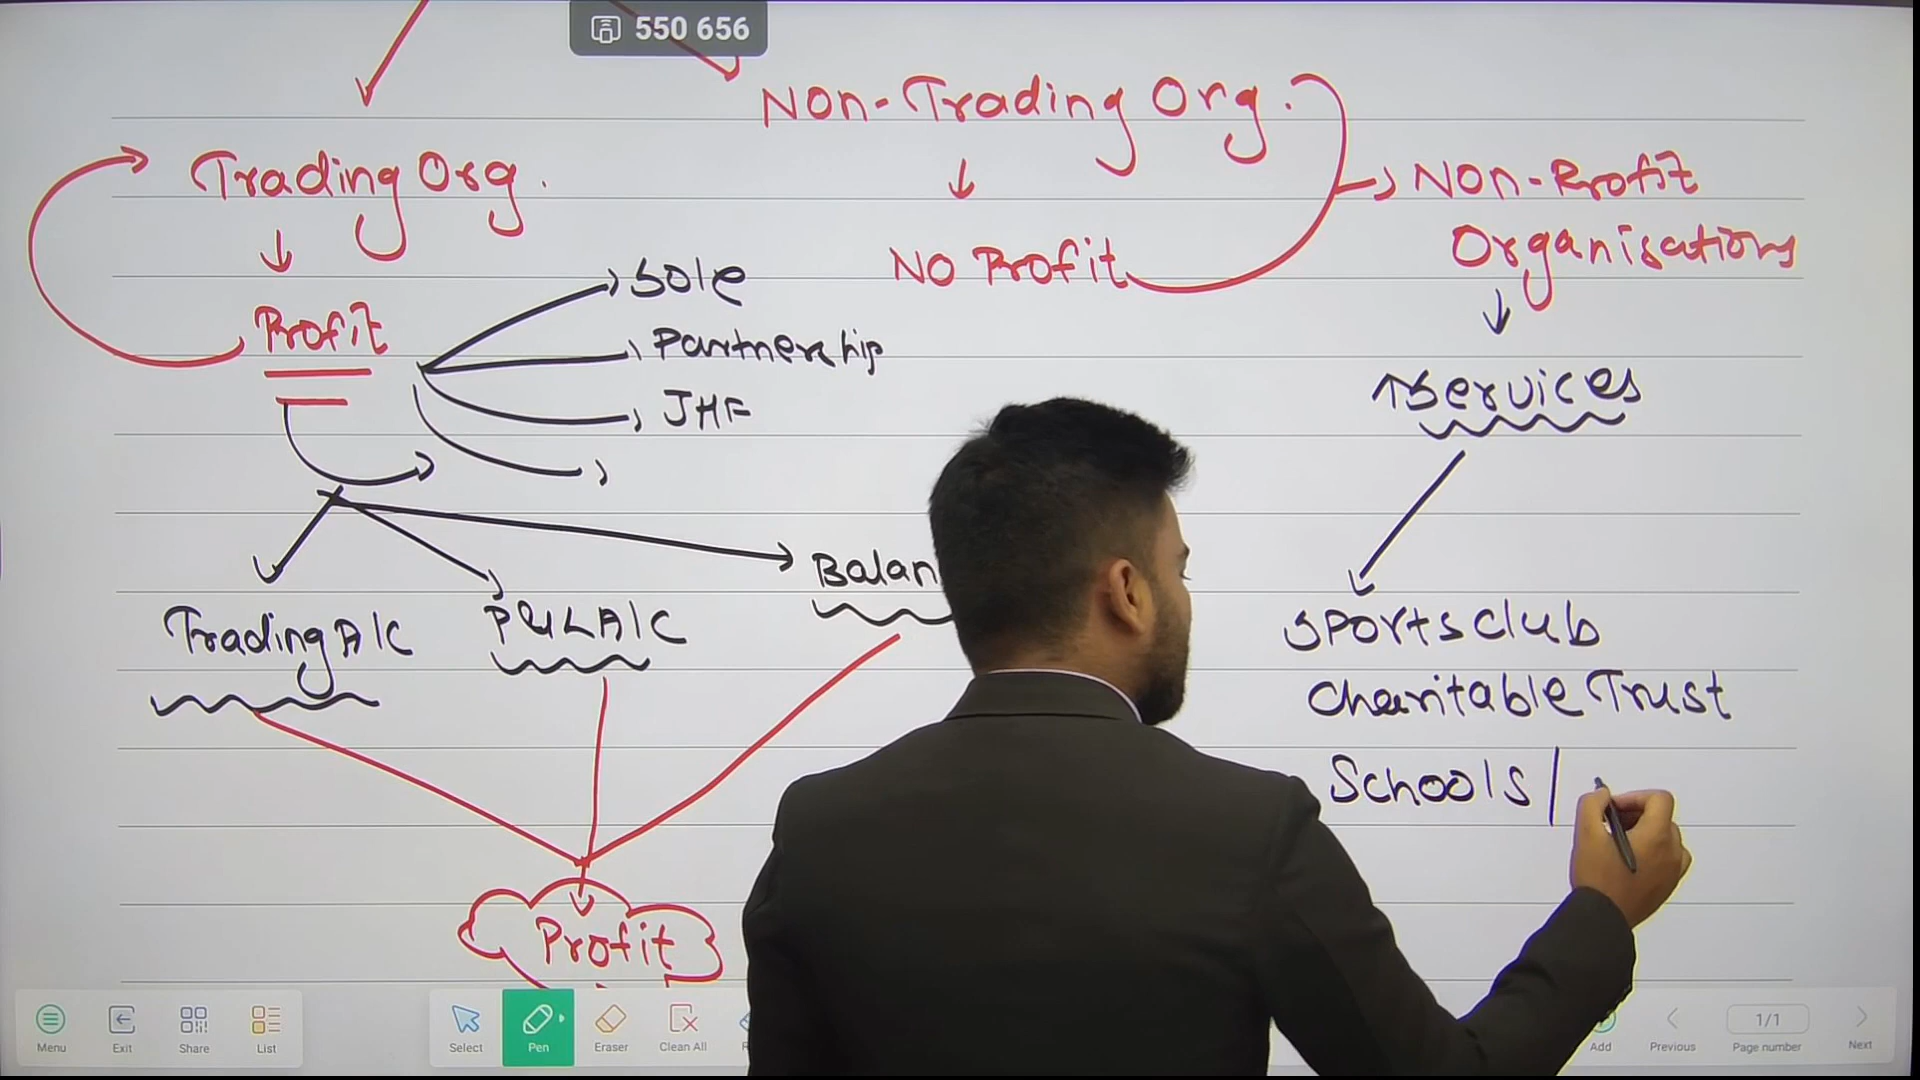 550 656
Non-Trading Org.
Trading Org.
Non-Profit
Organisations
No Profit
Sole
Profit
Partnership
JHF
Services
Balan
Trading A/C
P&L A/C
Sports club
Charitable Trust
Schools /
Profit
Menu
Exit
Share
List
Select
Pen
Eraser
Clean All
Add
Previous
1/1
Page number
Next